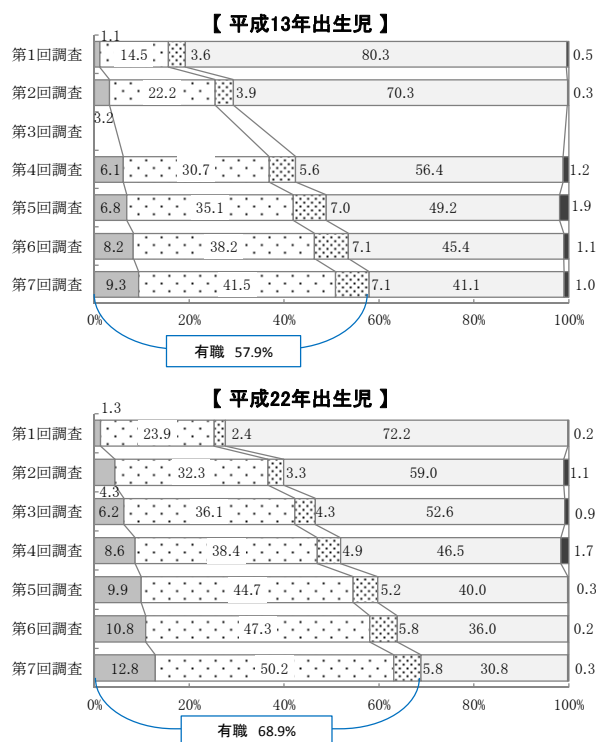 【 平成13年出生児 】
1.1
第1回調査 14.5 3.6 80.3 0.5
第2回調査 22.2 3.9 70.3 0.3
3.2
第3回調査
第4回調査 6.1 30.7 5.6 56.4 1.2
第5回調査 6.8 35.1 7.0 49.2 1.9
第6回調査 8.2 38.2 7.1 45.4 1.1
第7回調査 9.3 41.5 7.1 41.1 1.0
0% 20% 40% 60% 80% 100%
有職 57.9%
【 平成22年出生児 】
1.3
第1回調査 23.9 2.4 72.2 0.2
第2回調査 32.3 3.3 59.0 1.1
4.3
第3回調査 6.2 36.1 4.3 52.6 0.9
第4回調査 8.6 38.4 4.9 46.5 1.7
第5回調査 9.9 44.7 5.2 40.0 0.3
第6回調査 10.8 47.3 5.8 36.0 0.2
第7回調査 12.8 50.2 5.8 30.8 0.3
0% 20% 40% 60% 80% 100%
有職 68.9%